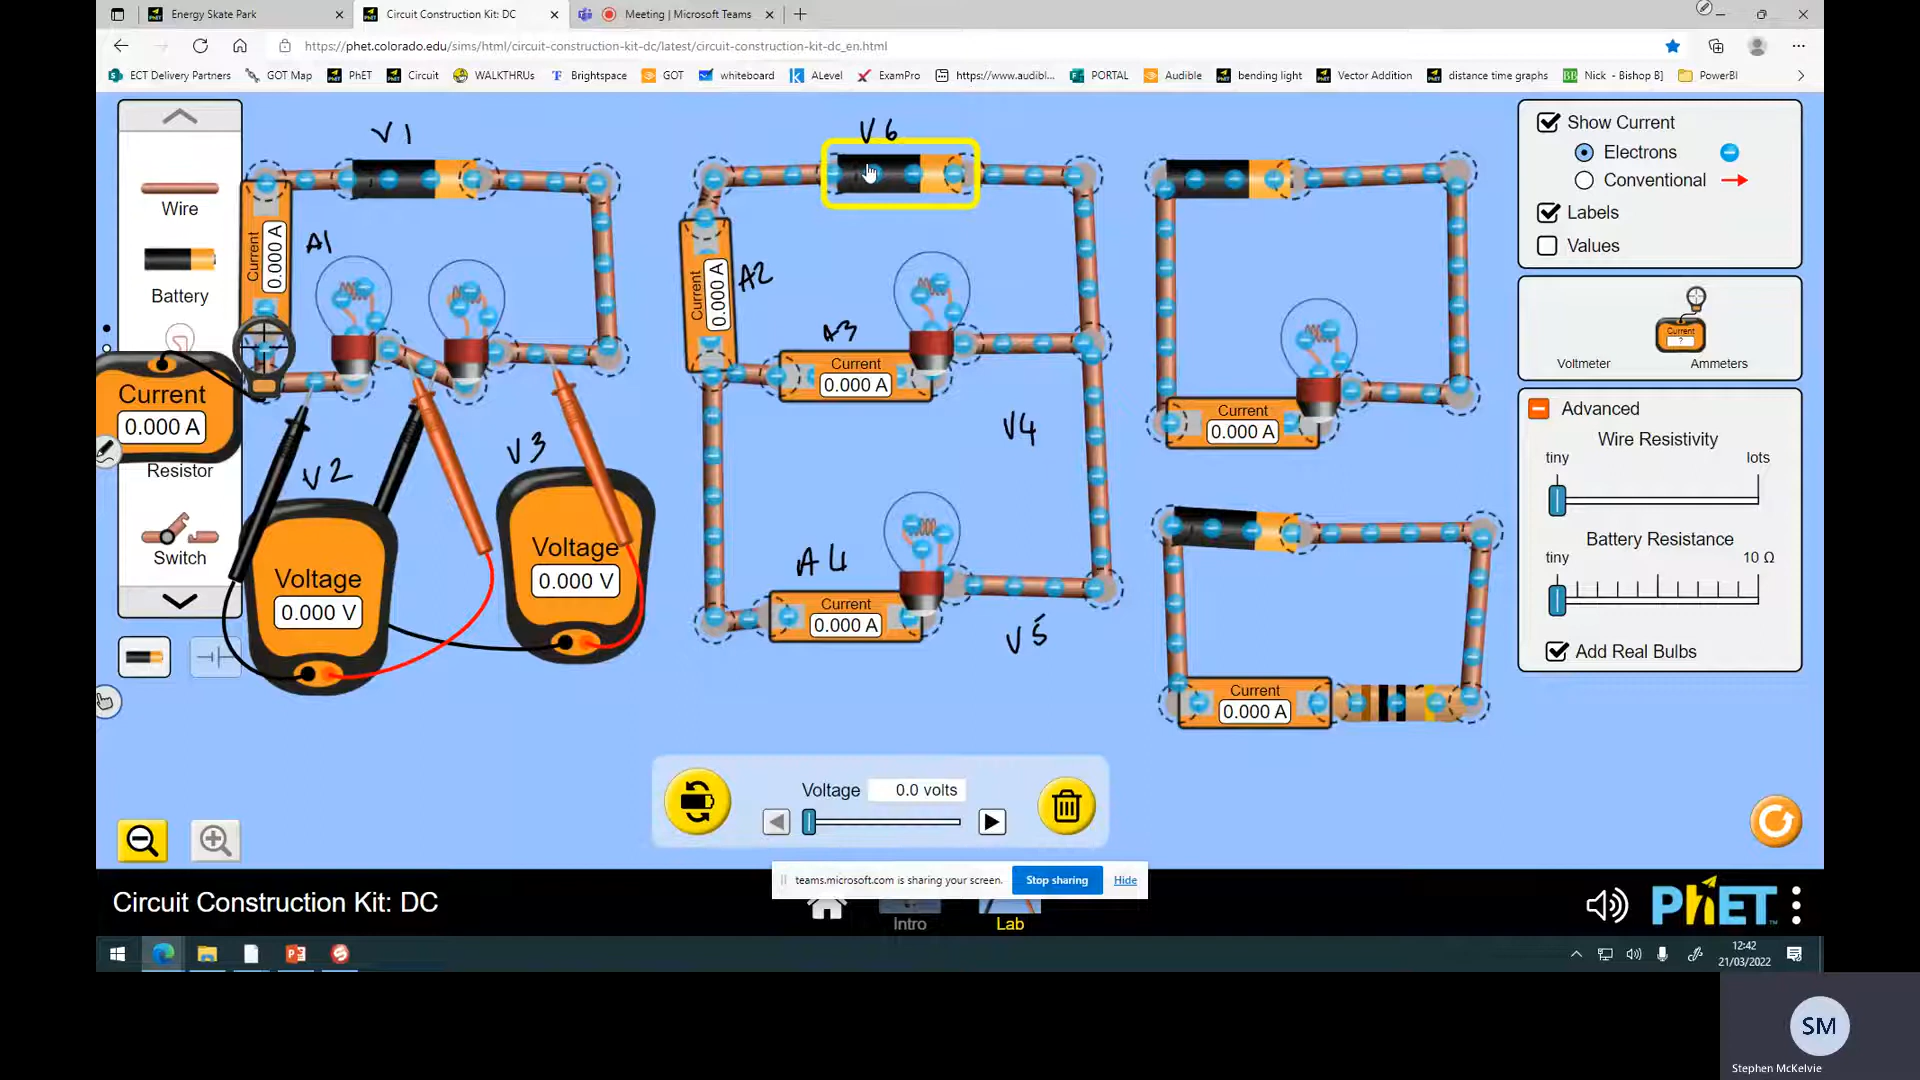 Energy Skate Park
Circuit Construction Kit: DC
Meeting | Microsoft Teams
https://phet.colorado.edu/sims/html/circuit-construction-kit-dc/latest/circuit-construction-kit-dc_en.html
ECT Delivery Partners
GOT Map
PhET
Circuit
WALKTHRUs
Brightspace
GOT
whiteboard
ALevel
ExamPro
https://www.audibl...
PORTAL
Audible
bending light
Vector Addition
distance time graphs
Nick - Bishop B]
PowerBI
Wire
Battery
Resistor
Switch
V1
A1
Current
0.000 A
Current
0.000 A
V2
V3
Voltage
0.000 V
Voltage
0.000 V
V6
Current
0.000 A
A2
A3
Current
0.000 A
V4
A4
Current
0.000 A
V5
Current
0.000 A
Current
0.000 A
Show Current
Electrons
Conventional
Labels
Values
Current
?
Voltmeter
Ammeters
Advanced
Wire Resistivity
tiny
lots
Battery Resistance
tiny
10 Ω
Add Real Bulbs
Voltage
0.0 volts
teams.microsoft.com is sharing your screen.
Stop sharing
Hide
Circuit Construction Kit: DC
Intro
Lab
PhET
12:42
21/03/2022
SM
Stephen McKelvie